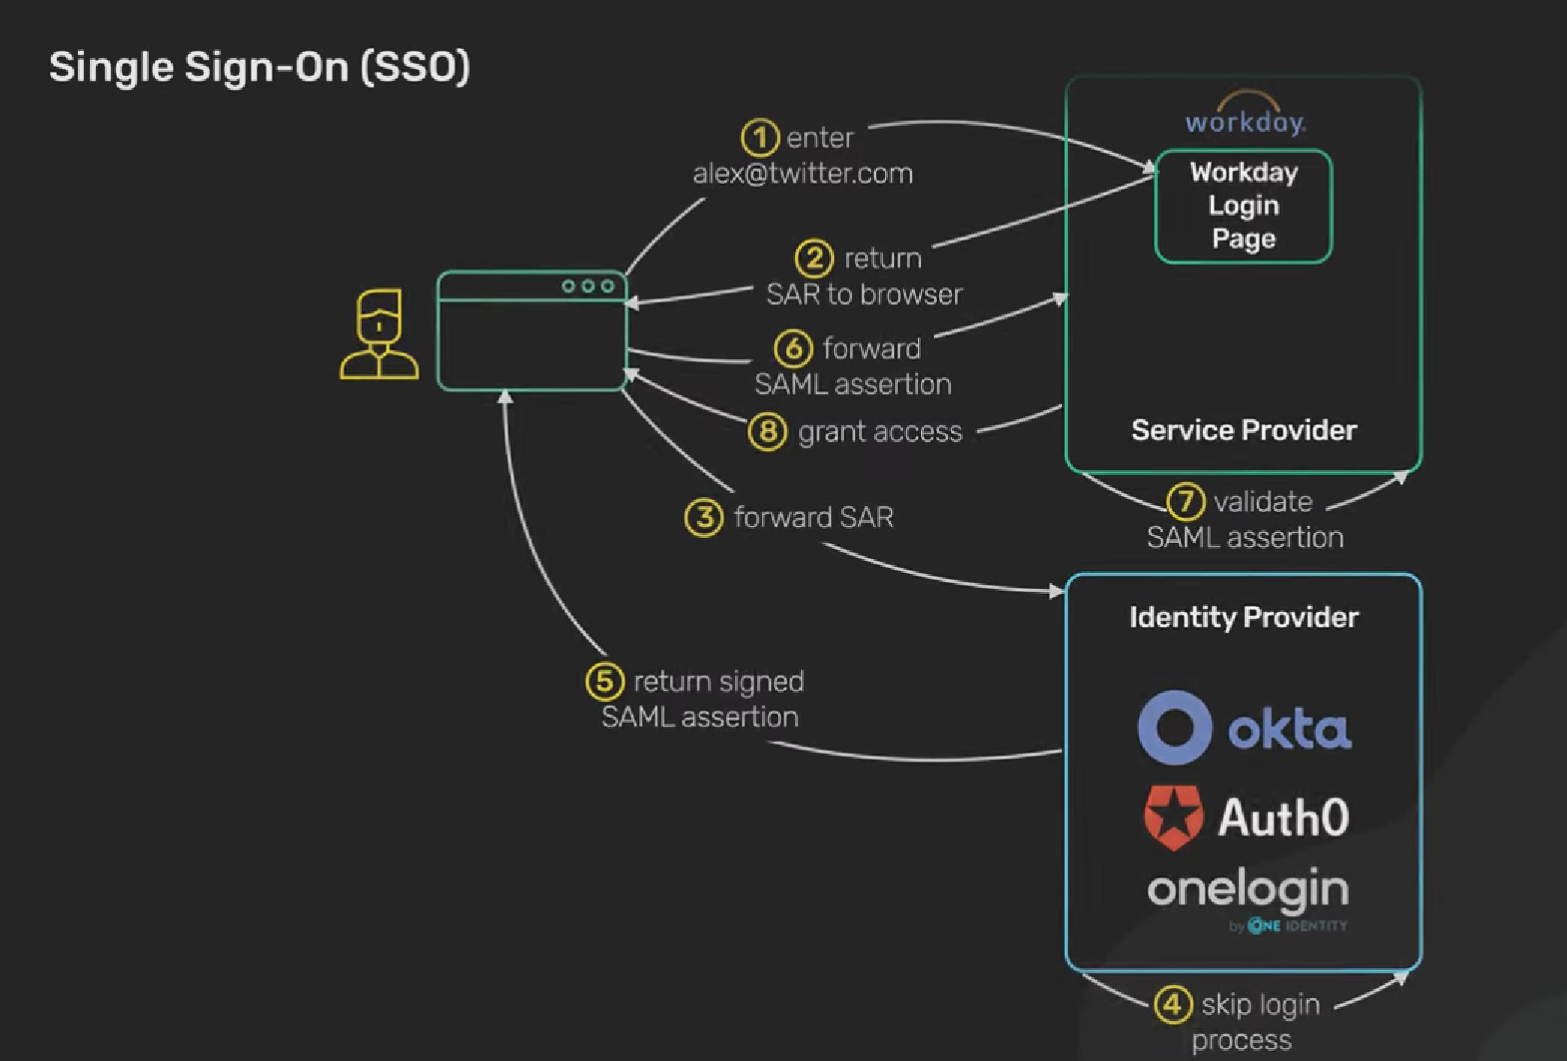 Single Sign-On (SSO)
1 enter
alex@twitter.com
workday.
Workday
Login
Page
2 return
SAR to browser
6 forward
SAML assertion
8 grant access
Service Provider
7 validate
SAML assertion
3 forward SAR
Identity Provider
5 return signed
SAML assertion
okta
Auth0
onelogin
by ONE IDENTITY
4 skip login
process